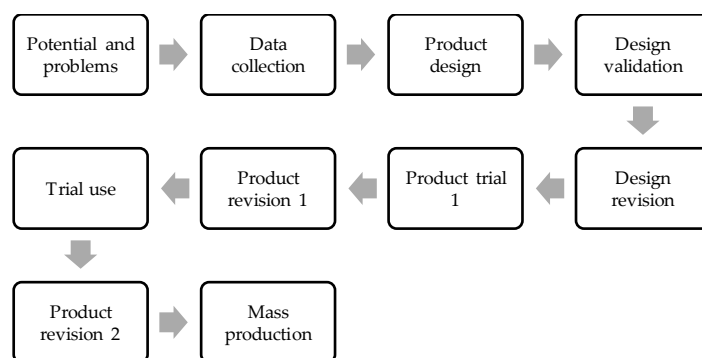 Potential and
problems
Data
collection
Product
design
Design
validation
Design
revision
Product trial
1
Product
revision 1
Trial use
Product
revision 2
Mass
production